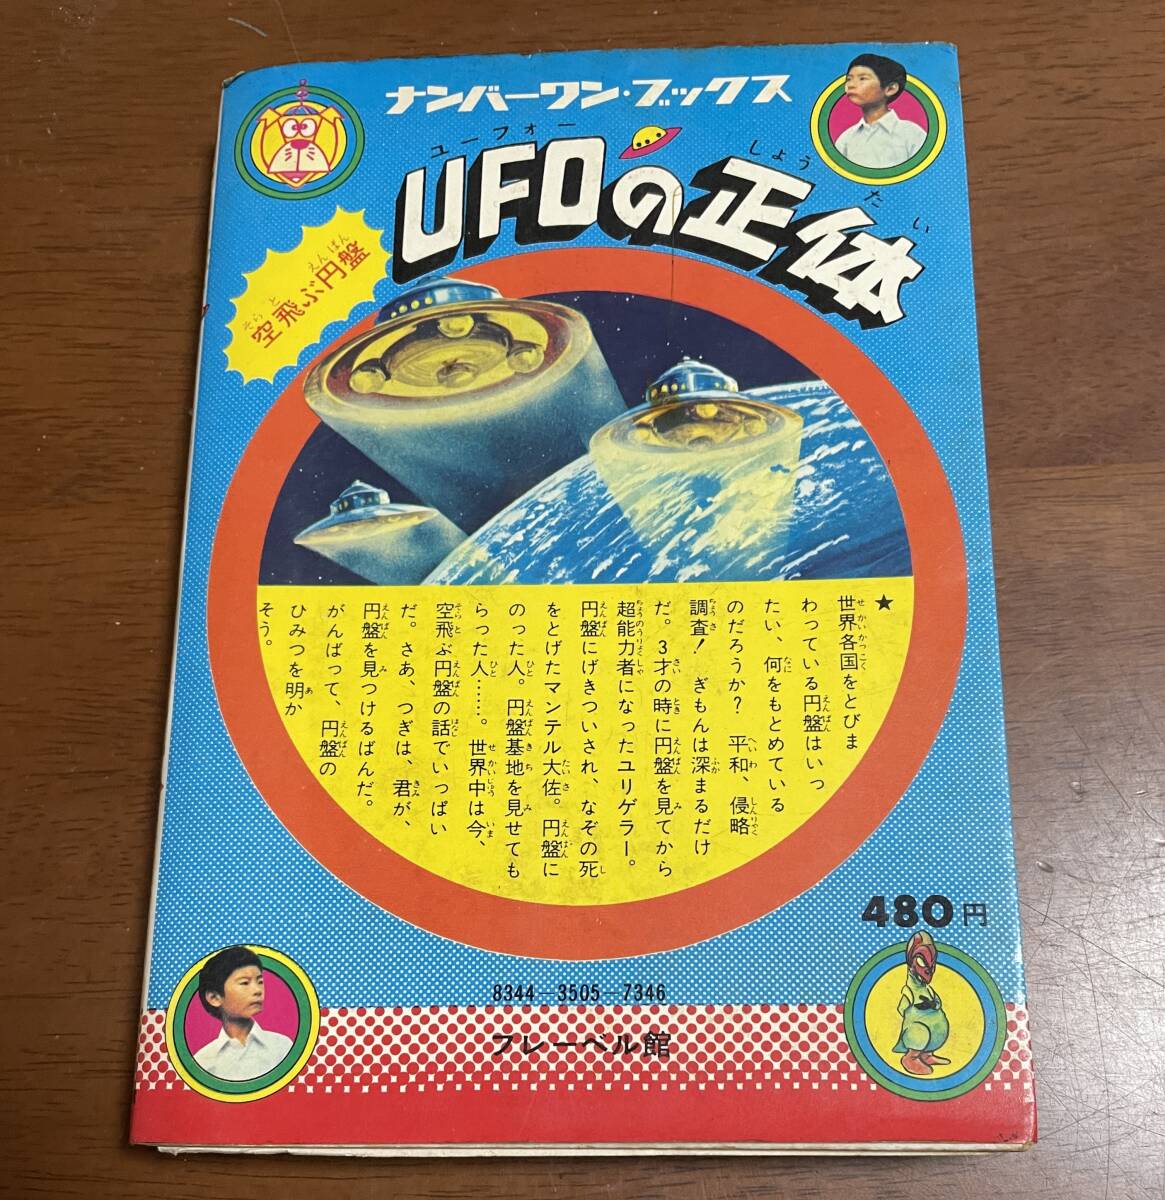 ナンバーワン・ブックス
ユーフォー しょうたい
UFOの正体
そらとえんばん
空飛ぶ円盤
★世界各国をとびま
わっている円盤はいっ
たい、何をもとめている
のだろうか? 平和、侵略
調査! ぎもんは深まるだけ
だ。3才の時に円盤を見てから
超能力者になったユリゲラー。
円盤にげきついされ、なぞの死
をとげたマンテル大佐。円盤に
のった人。円盤基地を見せても
らった人……。世界中は今、
空飛ぶ円盤の話でいっぱい
だ。さあ、つぎは、君が、
円盤を見つけるばんだ。
がんばって、円盤の
ひみつを明か
そう。
480円
8344-3505-7346
フレーベル館